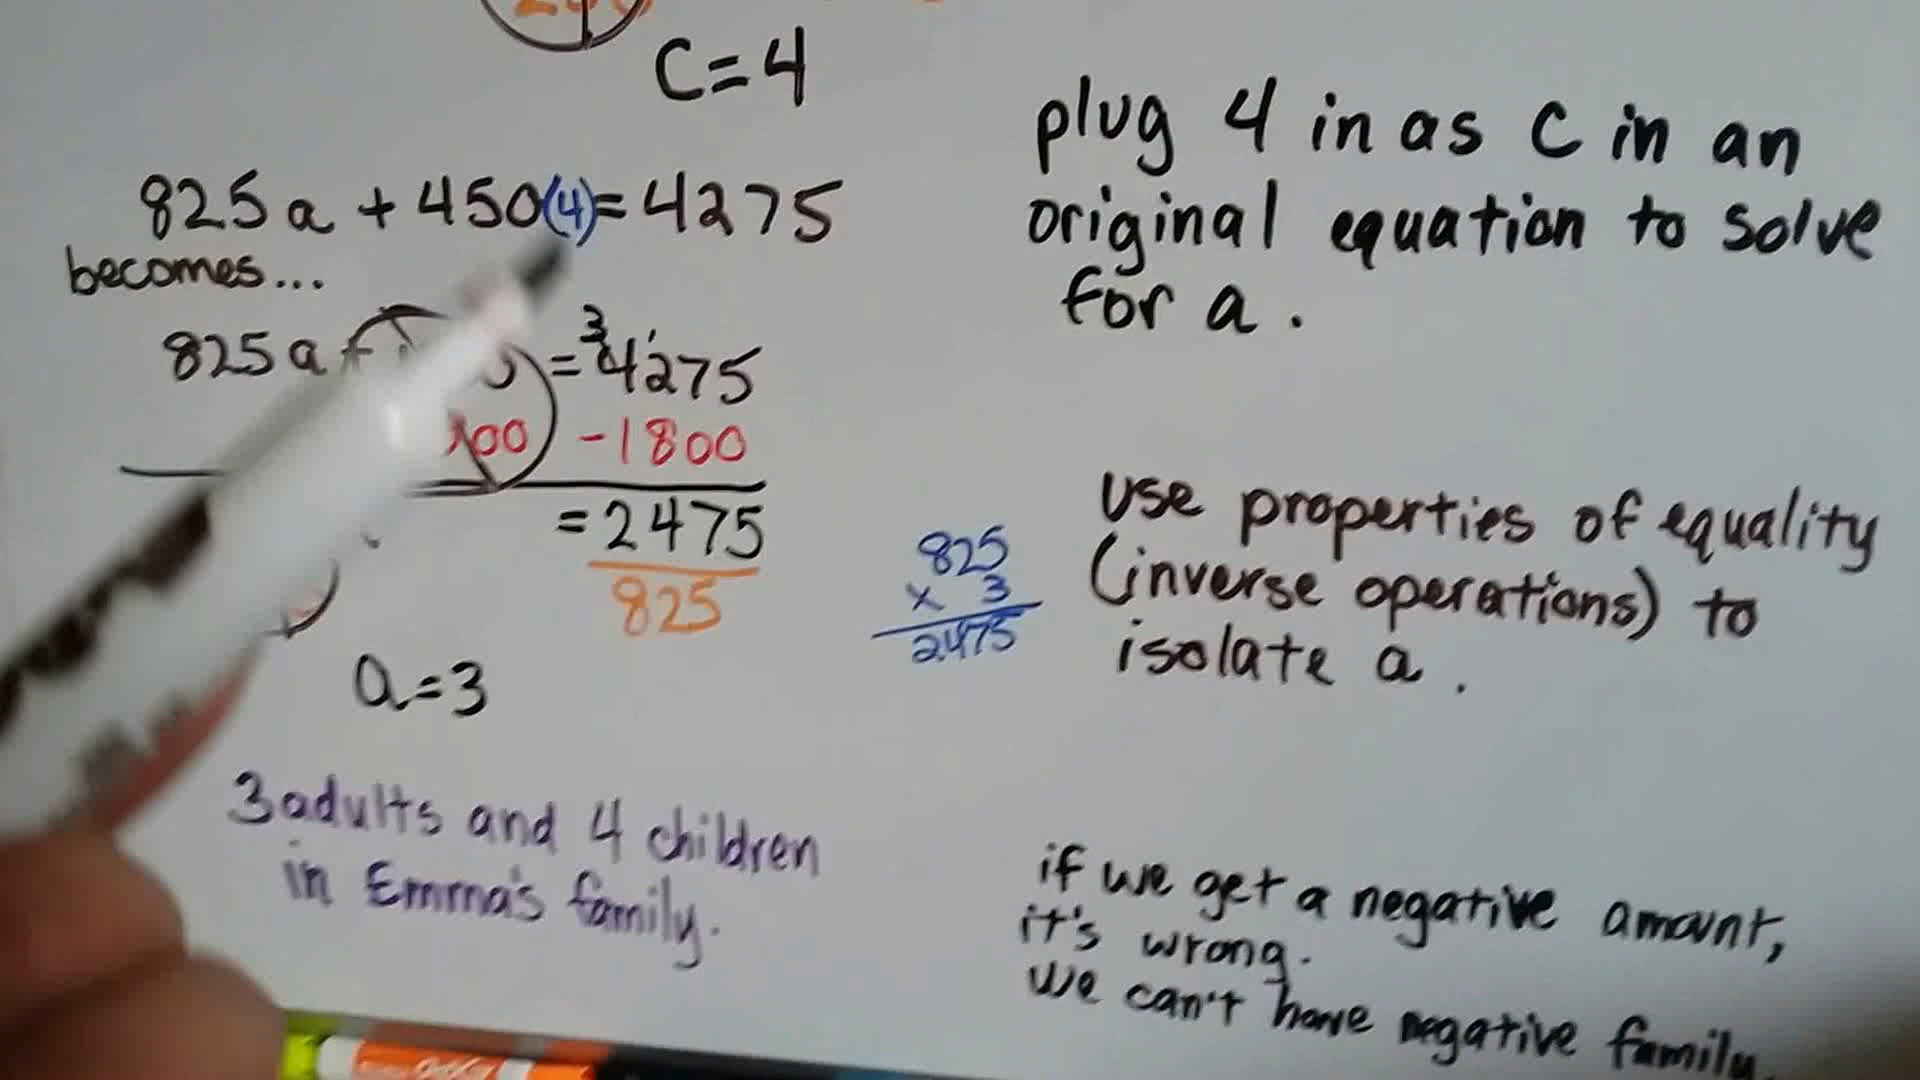 C=4
825a + 450(4)=4275
becomes...
825a + = 4275
3
-1800
=2475
825
a=3
3 adults and 4 children
in Emma's family.
plug 4 in as C in an
original equation to solve
for a.
use properties of equality
(inverse operations) to
isolate a.
825
x 3
2475
if we get a negative amount,
it's wrong.
we can't have negative family